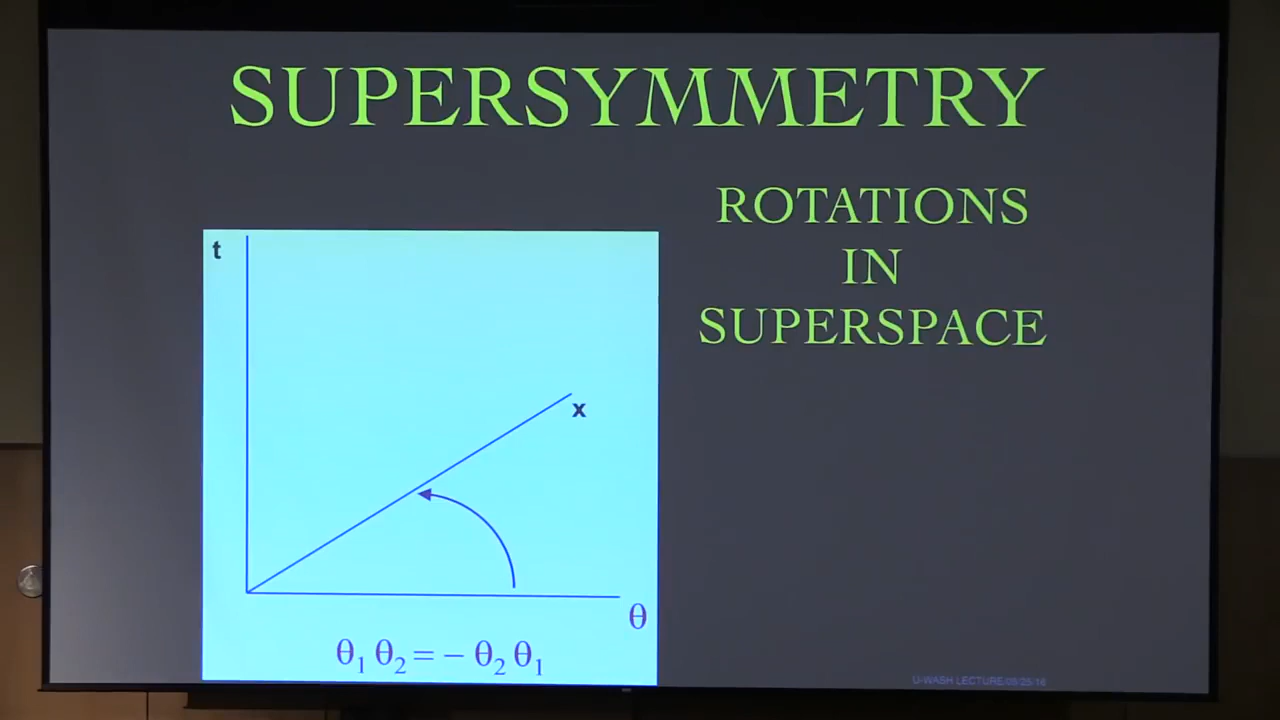 SUPERSYMMETRY
ROTATIONS
IN
SUPERSPACE
t
x
θ
θ₁ θ₂ = − θ₂ θ₁
U-WASH LECTURE